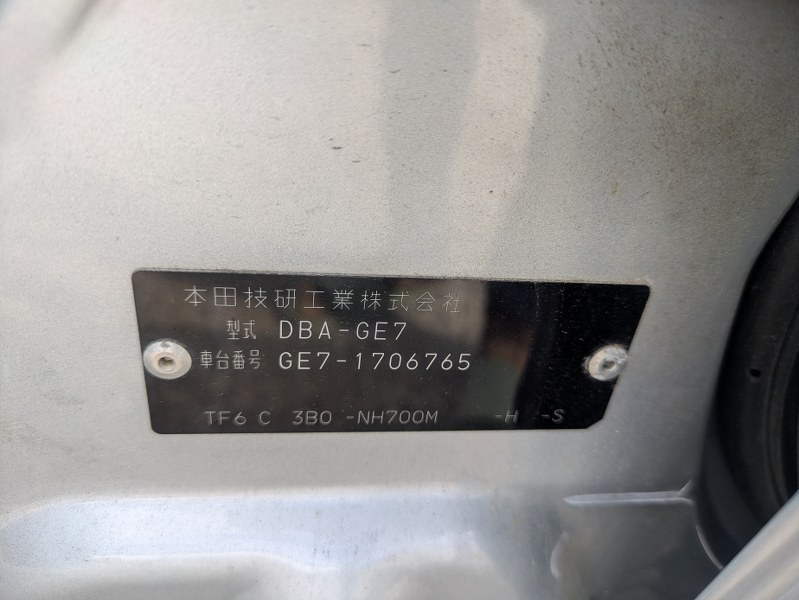 本田技研工業株式会社
型式 DBA-GE7
車台番号 GE7-1706765
TF6 C 3B0 -NH700M -H -S